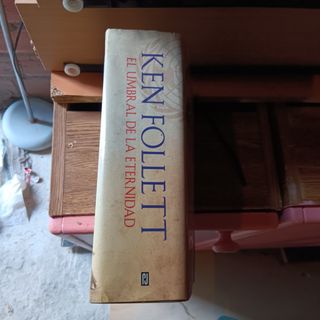 KEN FOLLETT
EL UMBRAL DE LA ETERNIDAD